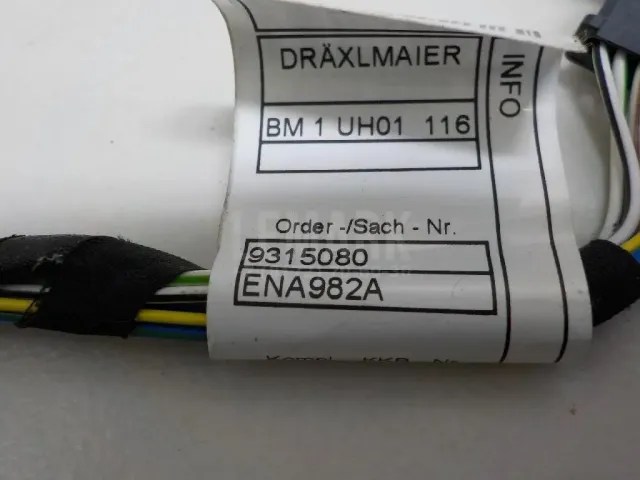 DRÄXLMAIER
INFO
BM 1 UH01 116
Order -/Sach - Nr.
9315080
ENA982A